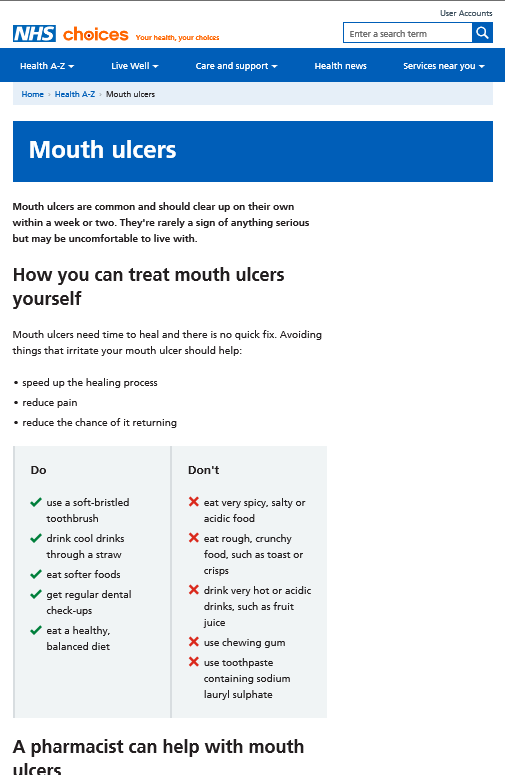 User Accounts
NHS choices Your health, your choices
Enter a search term
Health A-Z Live Well Care and support Health news Services near you
Home › Health A-Z › Mouth ulcers
Mouth ulcers
Mouth ulcers are common and should clear up on their own
within a week or two. They're rarely a sign of anything serious
but may be uncomfortable to live with.
How you can treat mouth ulcers
yourself
Mouth ulcers need time to heal and there is no quick fix. Avoiding
things that irritate your mouth ulcer should help:
• speed up the healing process
• reduce pain
• reduce the chance of it returning
Do
use a soft-bristled
toothbrush
drink cool drinks
through a straw
eat softer foods
get regular dental
check-ups
eat a healthy,
balanced diet
Don't
eat very spicy, salty or
acidic food
eat rough, crunchy
food, such as toast or
crisps
drink very hot or acidic
drinks, such as fruit
juice
use chewing gum
use toothpaste
containing sodium
lauryl sulphate
A pharmacist can help with mouth
ulcers